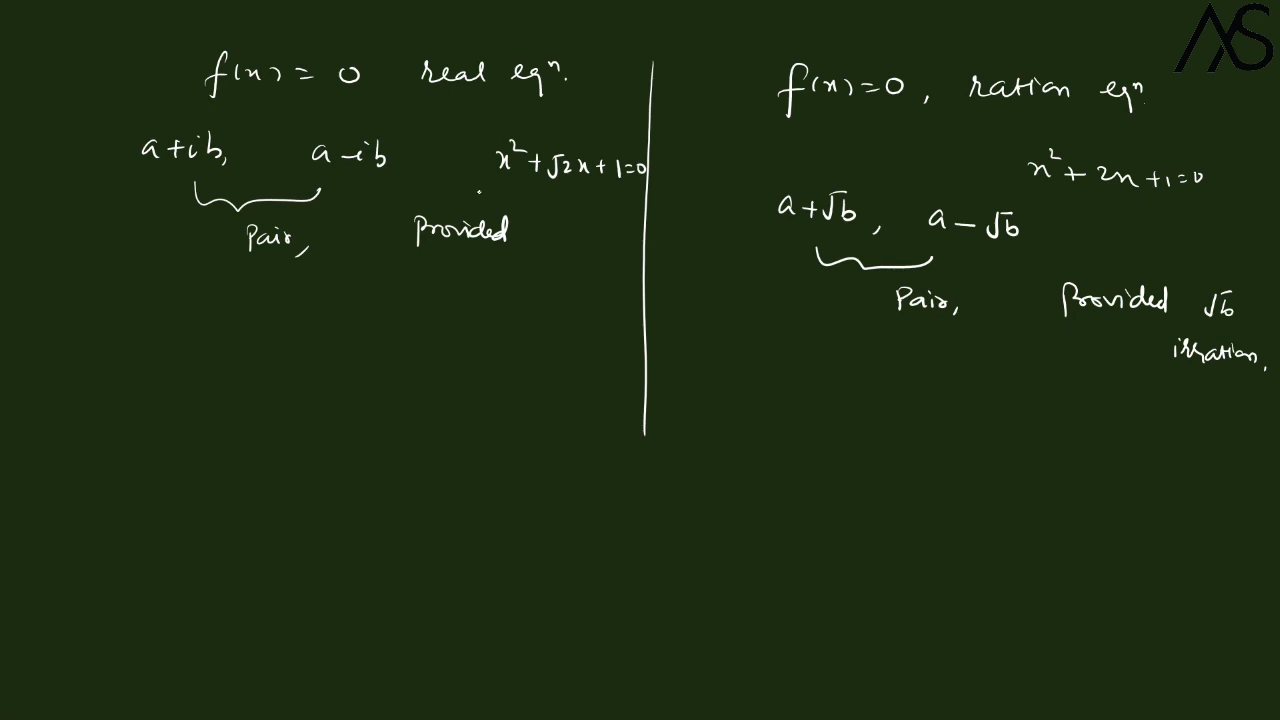 NS
f(x) = 0 real eqⁿ.
a + ib, a - ib x² + √2x + 1 = 0
Pair, Provided
f(x) = 0, ration eqⁿ
x² + 2x + 1 = 0
a + √b, a - √b
Pair, Provided √b
irration,